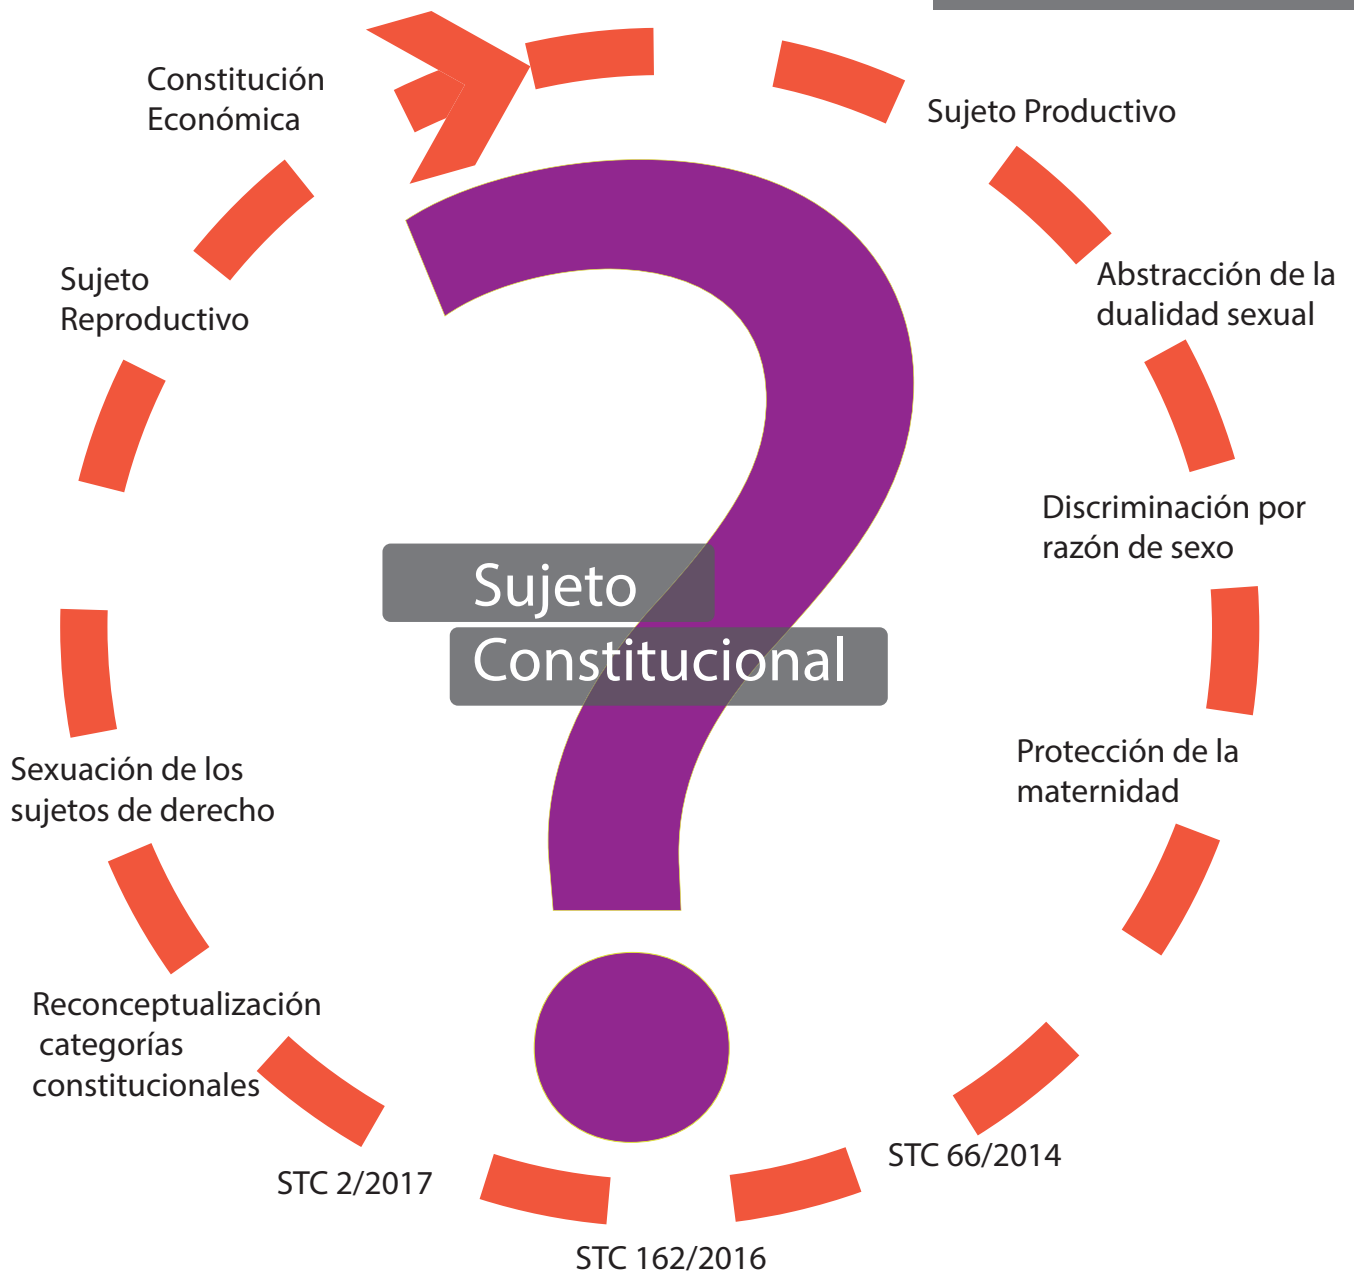 Constitución
Económica
Sujeto Productivo
Abstracción de la
dualidad sexual
Discriminación por
razón de sexo
Protección de la
maternidad
STC 66/2014
STC 162/2016
STC 2/2017
Reconceptualización
categorías
constitucionales
Sexuación de los
sujetos de derecho
Sujeto
Reproductivo
Sujeto
Constitucional